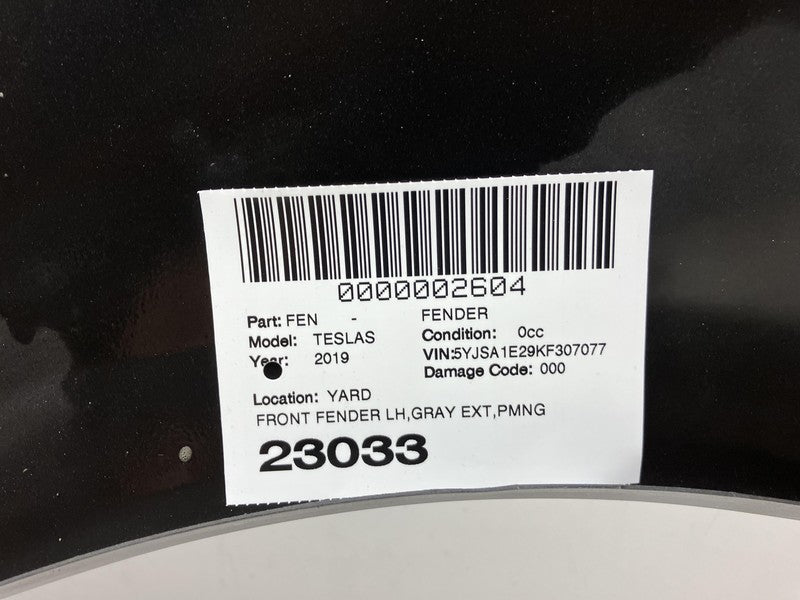 0000002604
Part: FEN - FENDER
Model: TESLAS Condition: 0cc
Year: 2019 VIN:5YJSA1E29KF307077
Damage Code: 000
Location: YARD
FRONT FENDER LH,GRAY EXT,PMNG
23033